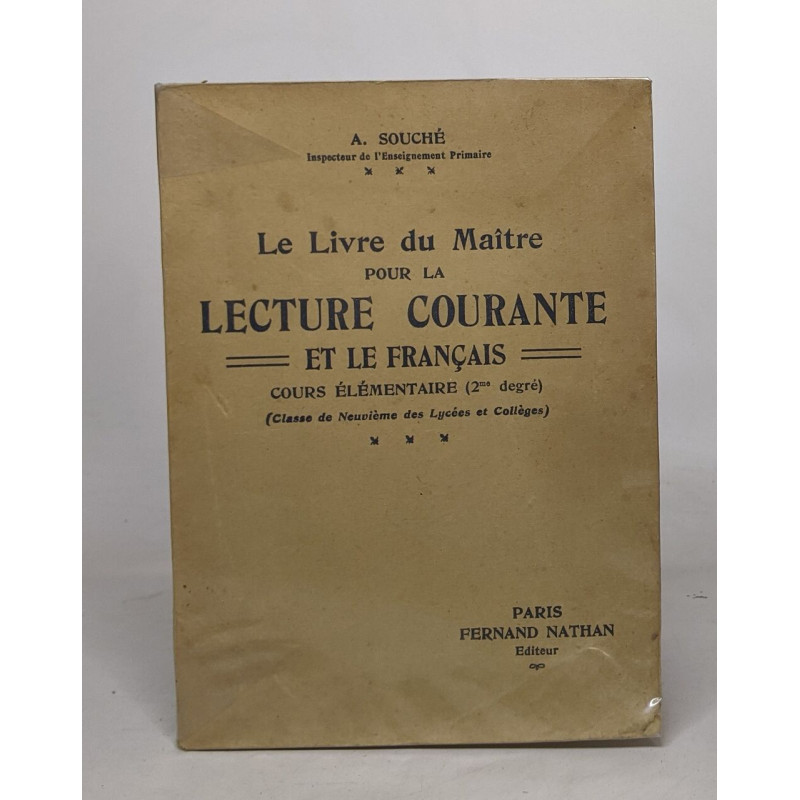 A. SOUCHÉ
Inspecteur de l'Enseignement Primaire
Le Livre du Maître
POUR LA
LECTURE COURANTE
ET LE FRANÇAIS
COURS ÉLÉMENTAIRE (2me degré)
(Classe de Neuvième des Lycées et Collèges)
PARIS
FERNAND NATHAN
Editeur